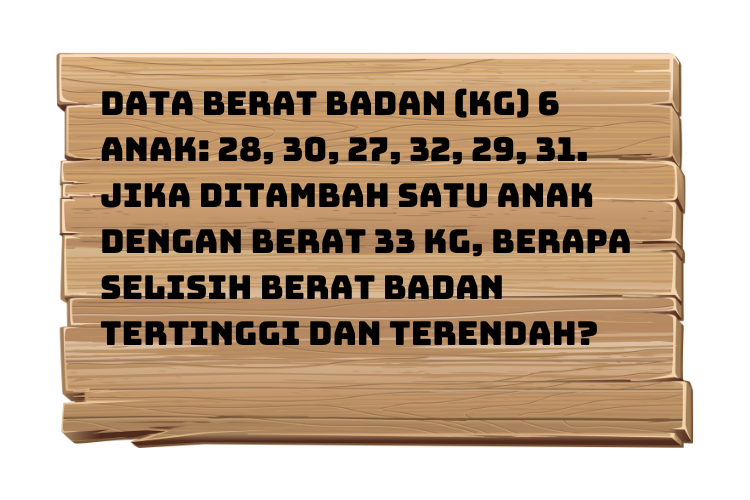 DATA BERAT BADAN (KG) 6
ANAK: 28, 30, 27, 32, 29, 31.
JIKA DITAMBAH SATU ANAK
DENGAN BERAT 33 KG, BERAPA
SELISIH BERAT BADAN
TERTINGGI DAN TERENDAH?